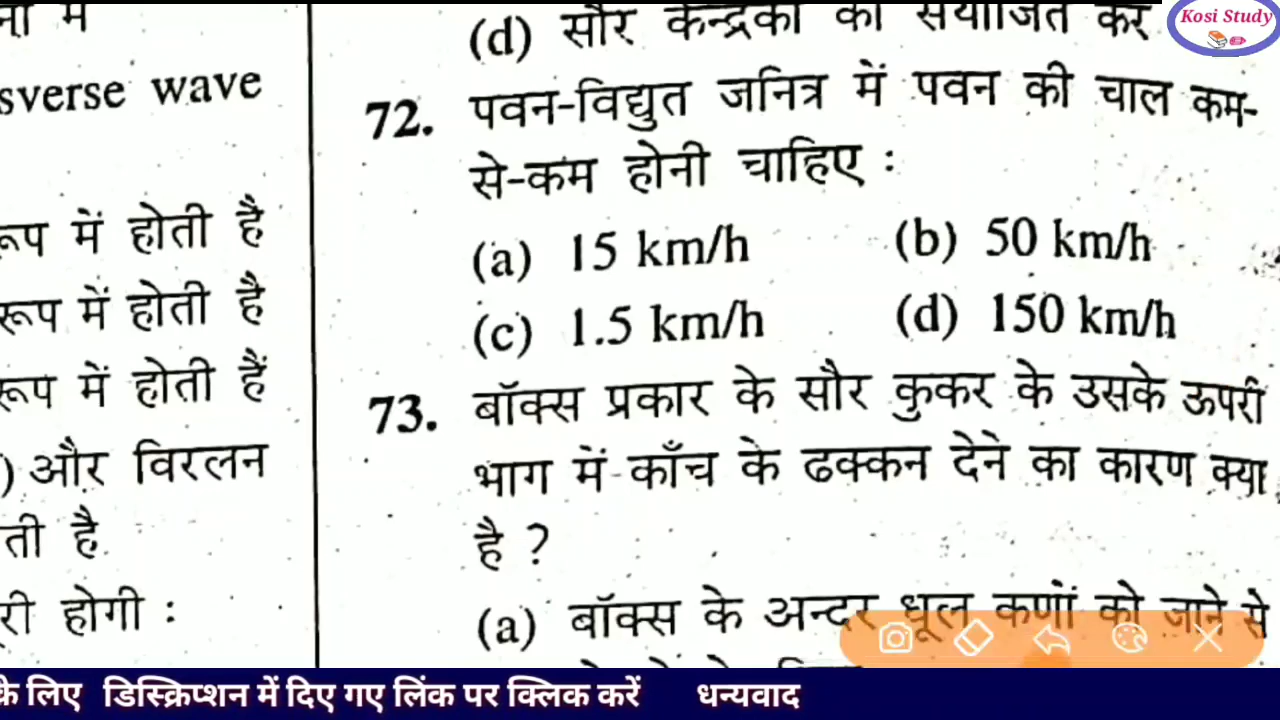 sverse wave
रूप में होती है
रूप में होती है
रूप में होती हैं
) और विरलन
ती है.
री होगी :
(d) सौर केन्द्रकों को संयोजित कर
72. पवन-विद्युत जनित्र में पवन की चाल कम-
से-कम होनी चाहिए :
(a) 15 km/h (b) 50 km/h
(c) 1.5 km/h (d) 150 km/h
73. बॉक्स प्रकार के सौर कुकर के उसके ऊपरी
भाग में काँच के ढक्कन देने का कारण क्या
है ?
(a) बॉक्स के अन्दर धूल कणों को जाने से
Kosi Study
के लिए डिस्क्रिप्शन में दिए गए लिंक पर क्लिक करें धन्यवाद